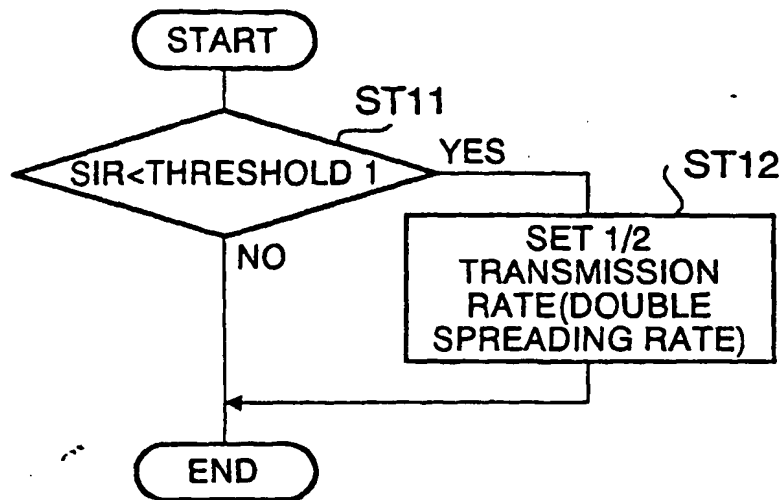 START
ST11
SIR<THRESHOLD 1
YES
ST12
SET 1/2
TRANSMISSION
RATE(DOUBLE
SPREADING RATE)
NO
END